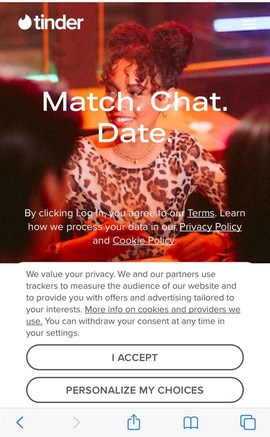 tinder
Match. Chat.
Date.
By clicking Log In, you agree to our Terms. Learn
how we process your data in our Privacy Policy
and Cookie Policy.
We value your privacy. We and our partners use
trackers to measure the audience of our website and
to provide you with offers and advertising tailored to
your interests. More info on cookies and providers we
use. You can withdraw your consent at any time in
your settings.
I ACCEPT
PERSONALIZE MY CHOICES